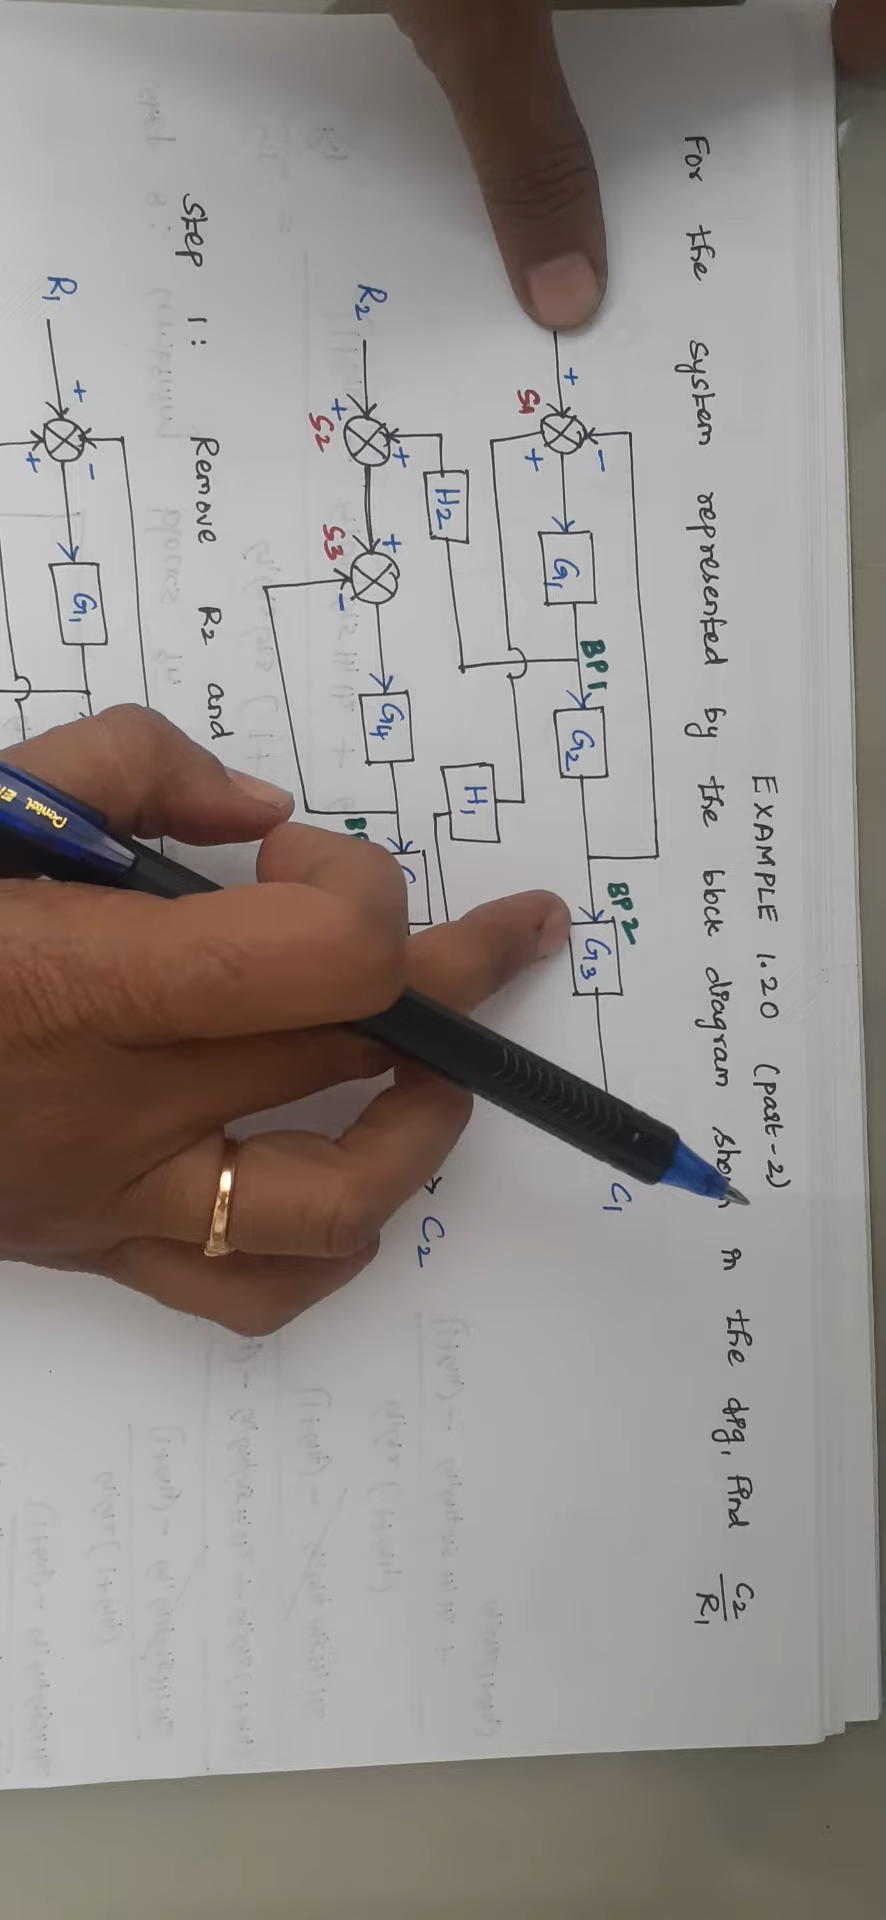 EXAMPLE 1.20 (part-2)
For the system represented by the block diagram shown in the dig, find C2/R1
+
-
S1
+
G1
BP1
G2
BP2
G3
C1
H2
H1
R2
+
+
S2
+
S3
-
G4
C2
Step 1: Remove R2 and
R1
+
-
+
G1